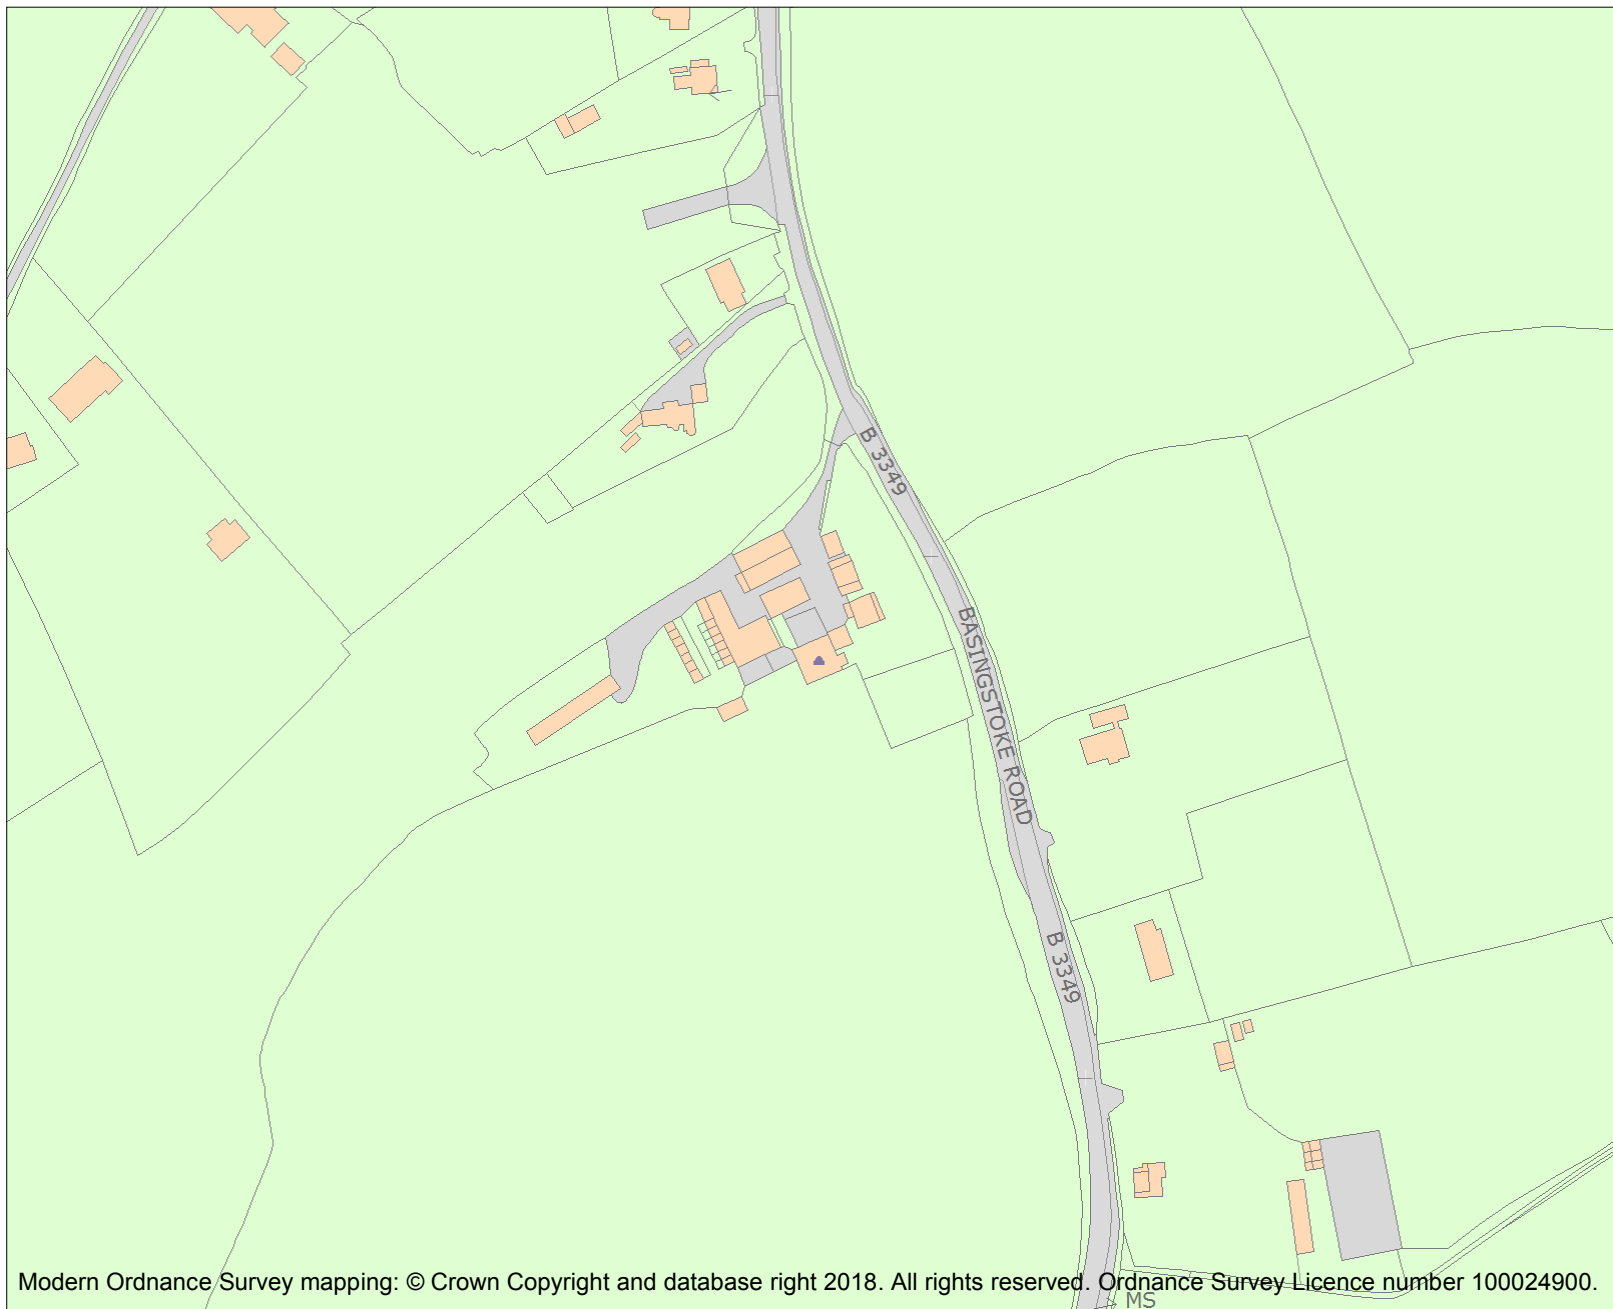 B 3349
BASINGSTOKE ROAD
B 3349
Modern Ordnance Survey mapping: © Crown Copyright and database right 2018. All rights reserved. Ordnance Survey Licence number 100024900.
MS